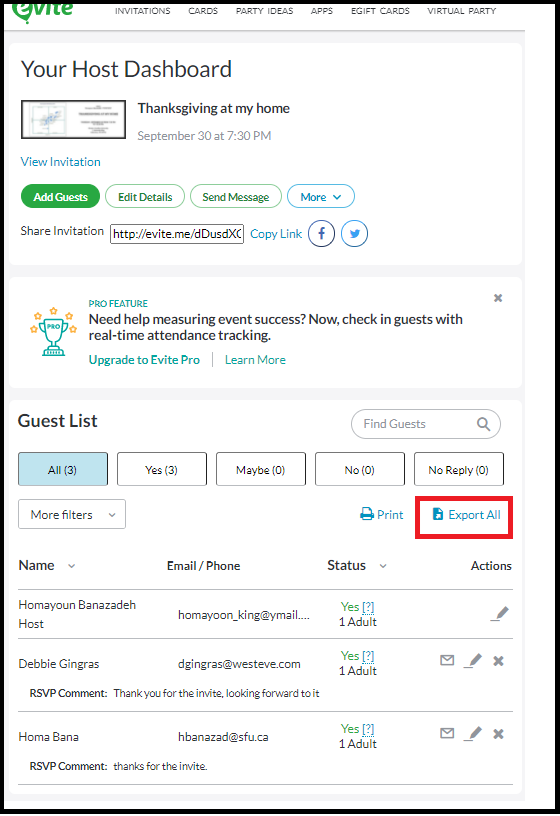 evite
INVITATIONS CARDS PARTY IDEAS APPS EGIFT CARDS VIRTUAL PARTY
Your Host Dashboard
Thanksgiving at my home
September 30 at 7:30 PM
View Invitation
Add Guests Edit Details Send Message More
Share Invitation http://evite.me/dDusdXC Copy Link
PRO FEATURE
PRO
Need help measuring event success? Now, check in guests with
real-time attendance tracking.
Upgrade to Evite Pro Learn More
Guest List
Find Guests
All (3) Yes (3) Maybe (0) No (0) No Reply (0)
More filters Print Export All
Name Email / Phone Status Actions
Homayoun Banazadeh
Host
homayoon_king@ymail....
Yes [?]
1 Adult
Debbie Gingras dgingras@westeve.com
Yes [?]
1 Adult
RSVP Comment: Thank you for the invite, looking forward to it
Homa Bana hbanazad@sfu.ca
Yes [?]
1 Adult
RSVP Comment: thanks for the invite.